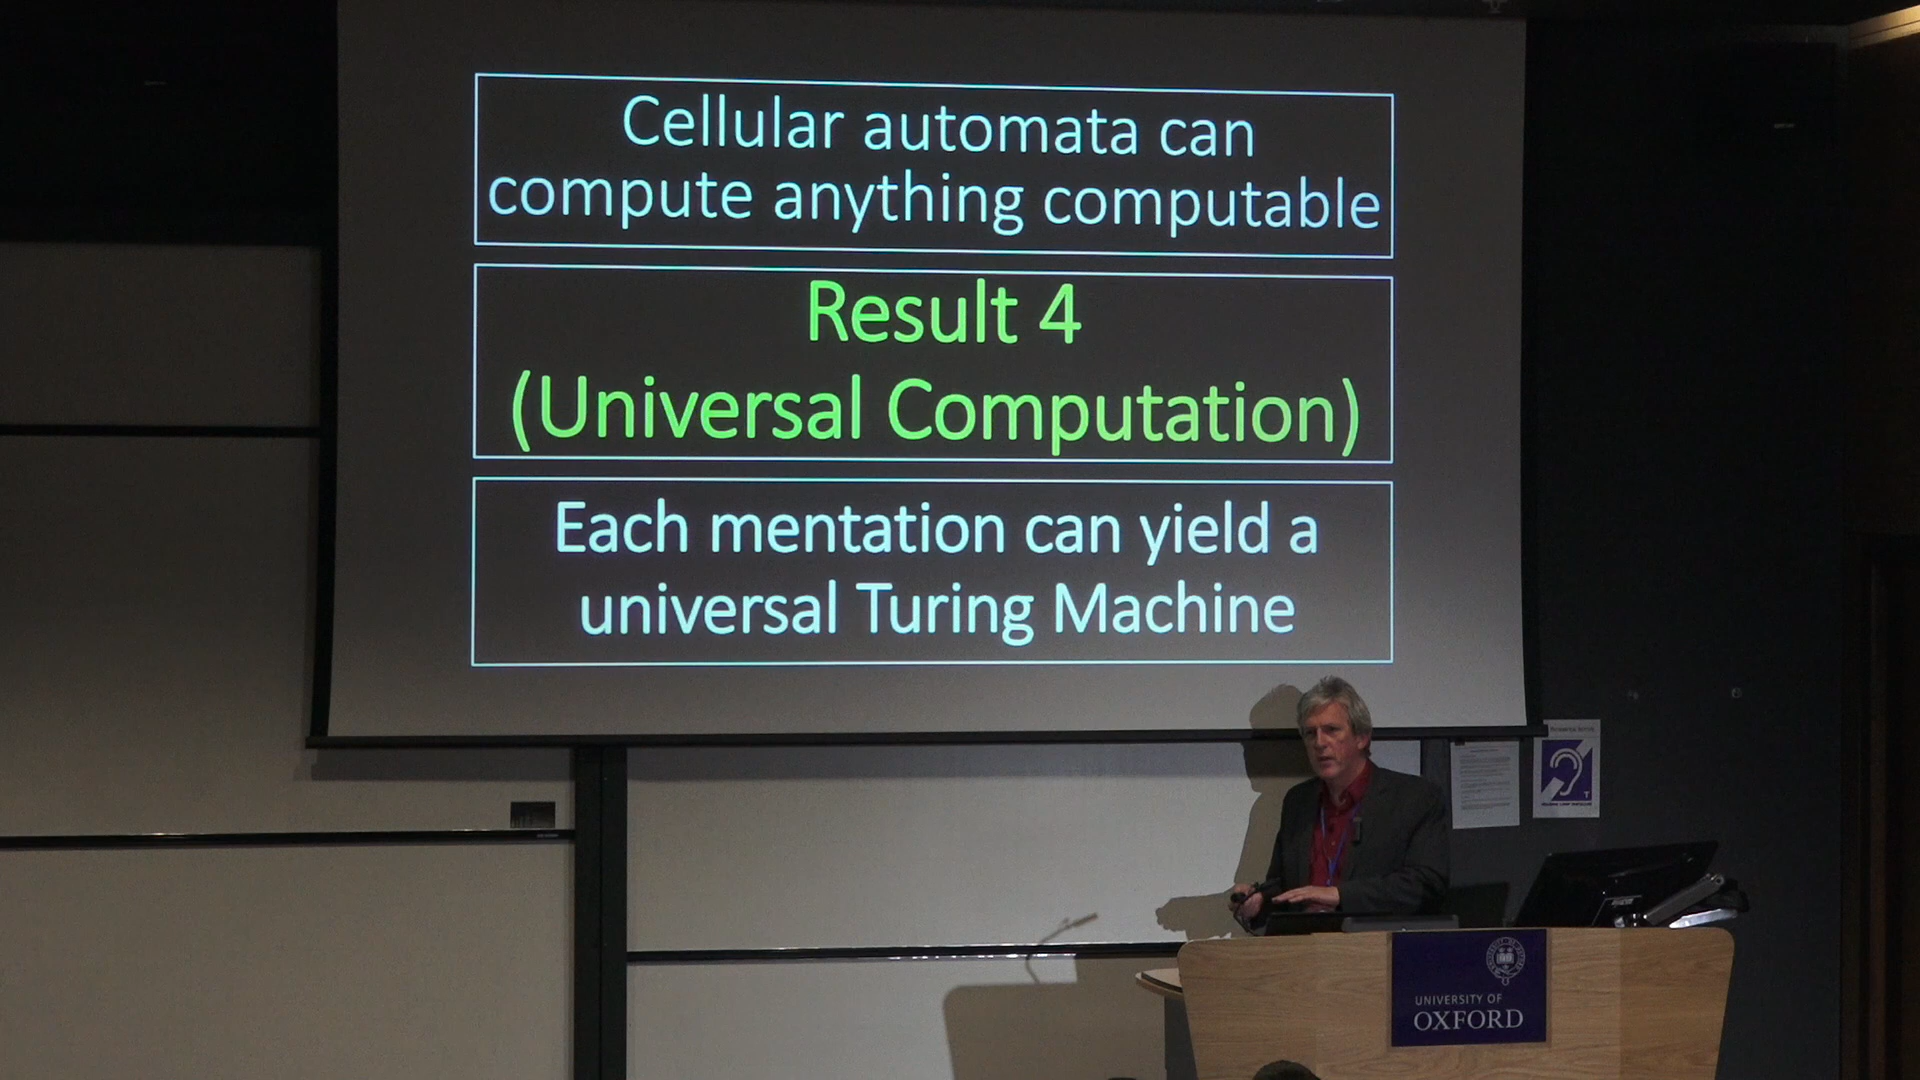 Cellular automata can
compute anything computable
Result 4
(Universal Computation)
Each mentation can yield a
universal Turing Machine
T
UNIVERSITY OF
OXFORD